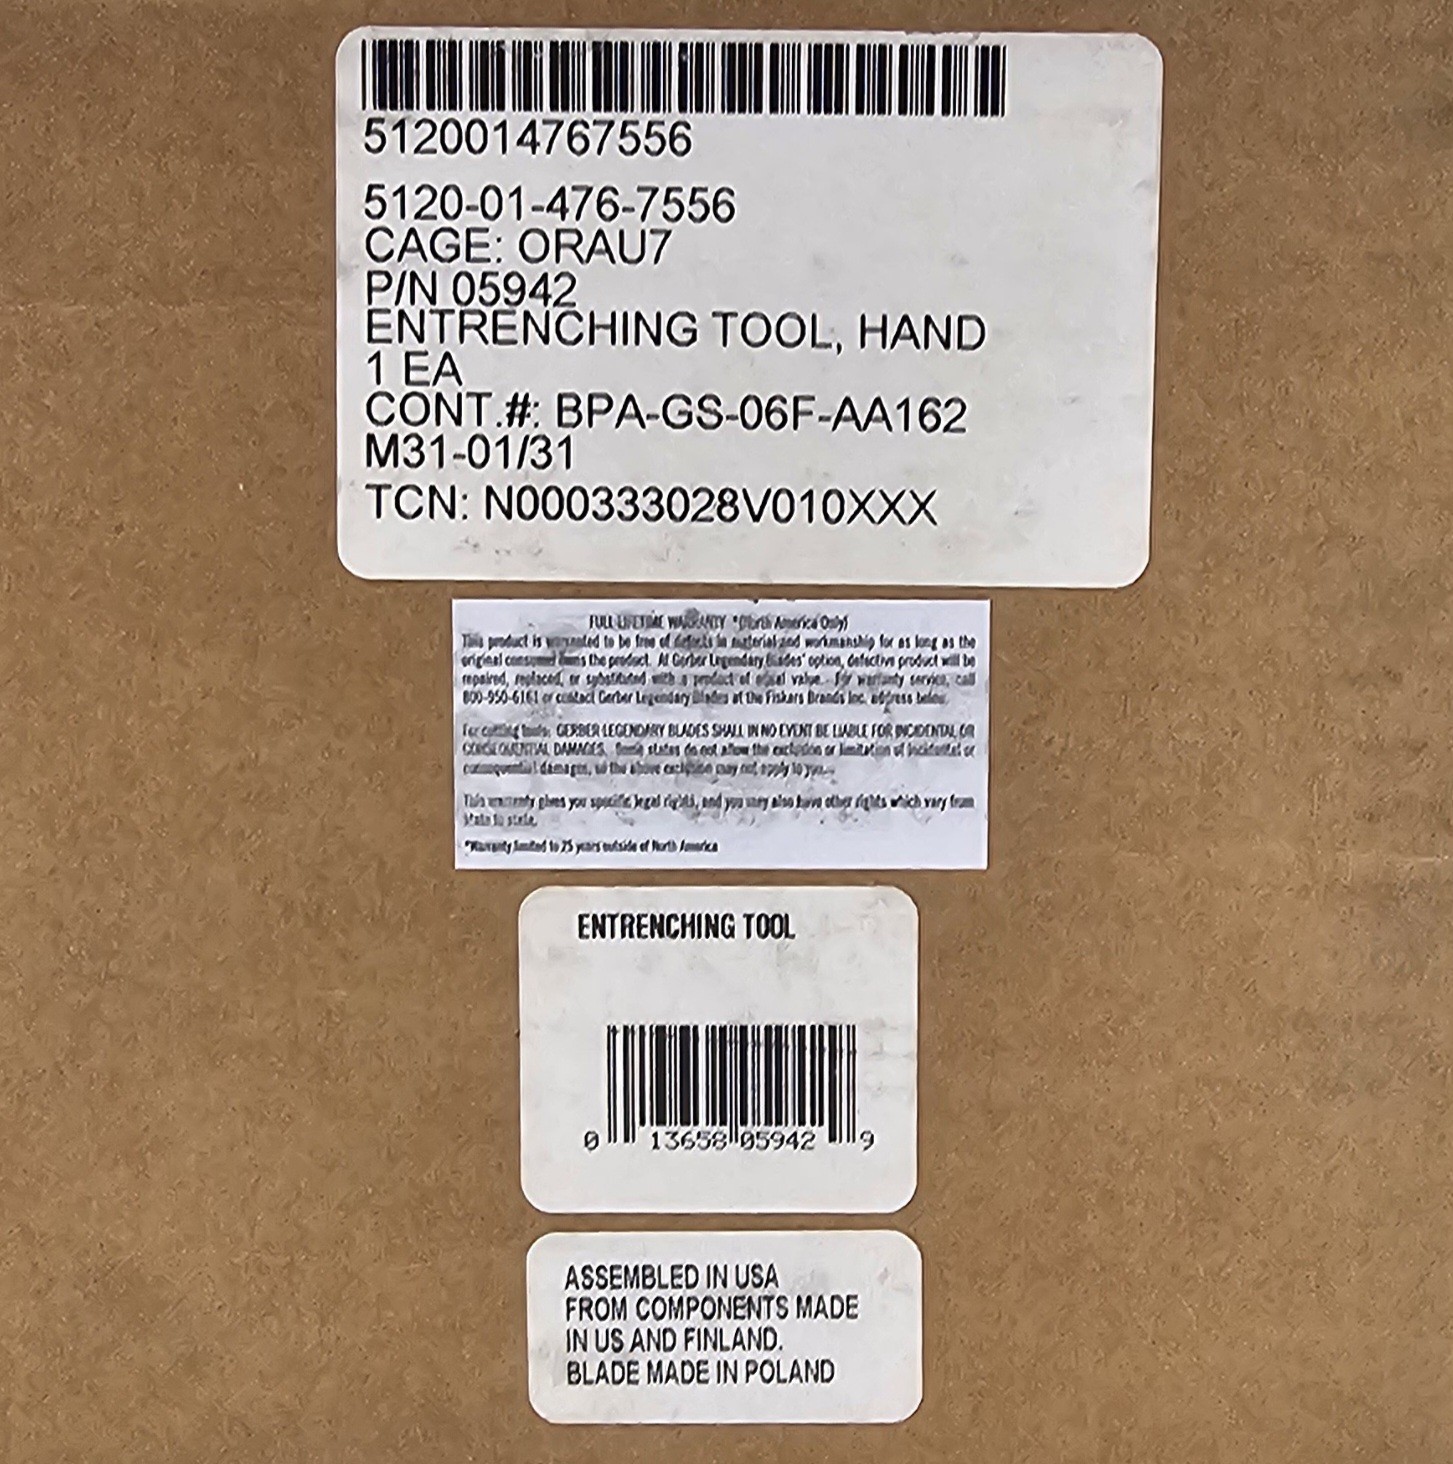 5120014767556
5120-01-476-7556
CAGE: ORAU7
P/N 05942
ENTRENCHING TOOL, HAND
1 EA
CONT.#: BPA-GS-06F-AA162
M31-01/31
TCN: N000333028V010XXX
FULL LIFETIME WARRANTY *(North America Only)
This product is warranted to be free of defects in material and workmanship for as long as the
original consumer owns the product. At Gerber Legendary Blades' option, defective product will be
repaired, replaced, or substituted with a product of equal value. For warranty service, call
800-950-6161 or contact Gerber Legendary Blades at the Fiskars Brands Inc. address below.
For cutting tools: GERBER LEGENDARY BLADES SHALL IN NO EVENT BE LIABLE FOR INCIDENTAL OR
CONSEQUENTIAL DAMAGES. Some states do not allow the exclusion or limitation of incidental or
consequential damages, so the above exclusion may not apply to you.
This warranty gives you specific legal rights, and you may also have other rights which vary from
state to state.
*Warranty limited to 25 years outside of North America
ENTRENCHING TOOL
0 13658 05942 9
ASSEMBLED IN USA
FROM COMPONENTS MADE
IN US AND FINLAND.
BLADE MADE IN POLAND